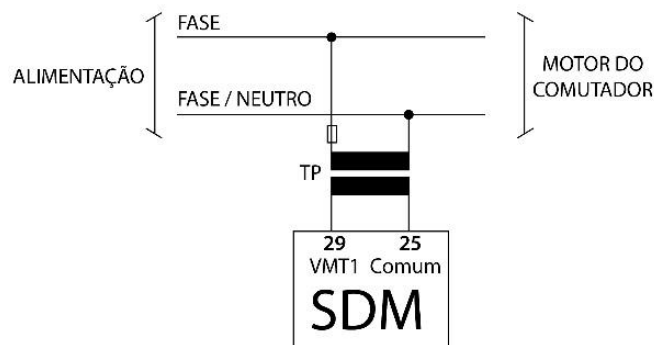 FASE
ALIMENTAÇÃO
MOTOR DO
COMUTADOR
FASE / NEUTRO
TP
29 25
VMT1 Comum
SDM